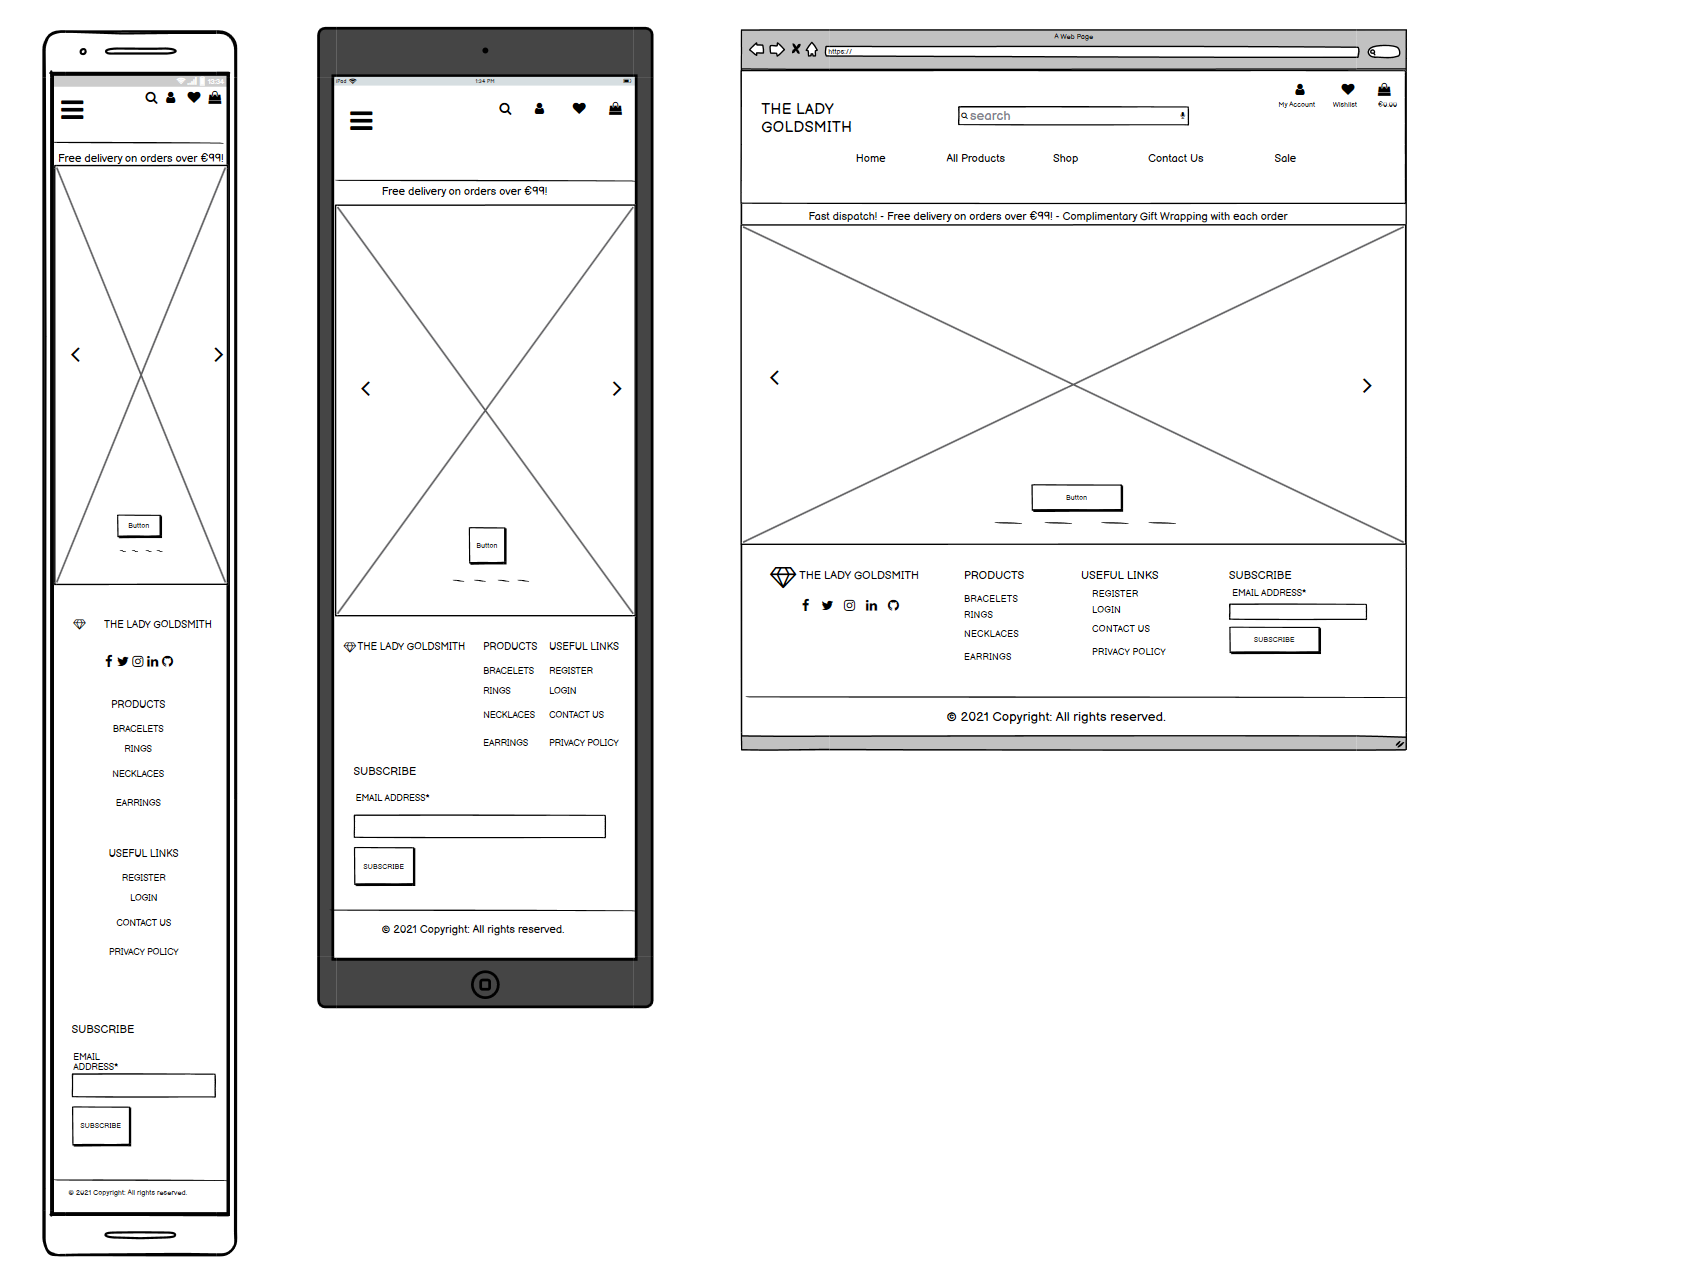 13:34
Free delivery on orders over €99!
Button
THE LADY GOLDSMITH
PRODUCTS
BRACELETS
RINGS
NECKLACES
EARRINGS
USEFUL LINKS
REGISTER
LOGIN
CONTACT US
PRIVACY POLICY
SUBSCRIBE
EMAIL
ADDRESS*
SUBSCRIBE
© 2021 Copyright: All rights reserved.
iPad 1:34 PM
Free delivery on orders over €99!
Button
THE LADY GOLDSMITH PRODUCTS USEFUL LINKS
BRACELETS REGISTER
RINGS LOGIN
NECKLACES CONTACT US
EARRINGS PRIVACY POLICY
SUBSCRIBE
EMAIL ADDRESS*
SUBSCRIBE
© 2021 Copyright: All rights reserved.
A Web Page
https://
THE LADY
GOLDSMITH
search
My Account Wishlist €0.00
Home All Products Shop Contact Us Sale
Fast dispatch! - Free delivery on orders over €99! - Complimentary Gift Wrapping with each order
Button
THE LADY GOLDSMITH PRODUCTS USEFUL LINKS SUBSCRIBE
BRACELETS REGISTER EMAIL ADDRESS*
RINGS LOGIN
NECKLACES CONTACT US SUBSCRIBE
EARRINGS PRIVACY POLICY
© 2021 Copyright: All rights reserved.